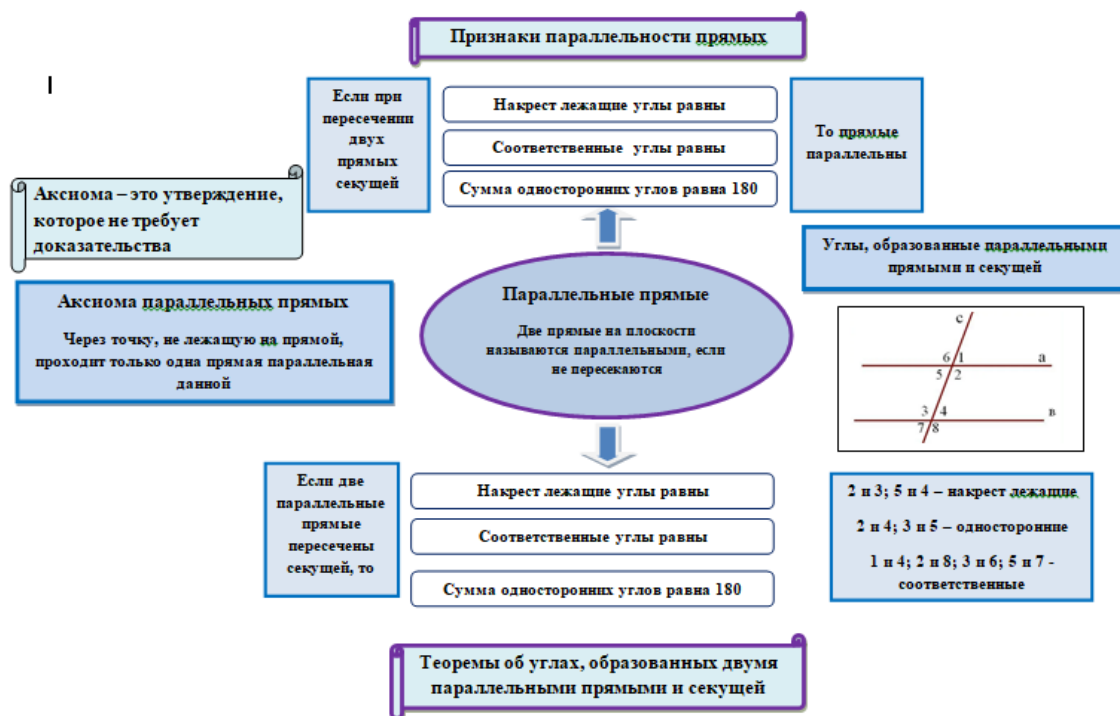 Признаки параллельности прямых
Если при
пересечении
двух
прямых
секущей
Накрест лежащие углы равны
Соответственные углы равны
Сумма односторонних углов равна 180
То прямые
параллельны
Аксиома – это утверждение,
которое не требует
доказательства
Аксиома параллельных прямых
Через точку, не лежащую на прямой,
проходит только одна прямая параллельная
данной
Параллельные прямые
Две прямые на плоскости
называются параллельными, если
не пересекаются
Углы, образованные параллельными
прямыми и секущей
с
6 1 а
5 2
3 4 в
7 8
Если две
параллельные
прямые
пересечены
секущей, то
Накрест лежащие углы равны
Соответственные углы равны
Сумма односторонних углов равна 180
2 и 3; 5 и 4 – накрест лежащие
2 и 4; 3 и 5 – односторонние
1 и 4; 2 и 8; 3 и 6; 5 и 7 -
соответственные
Теоремы об углах, образованных двумя
параллельными прямыми и секущей